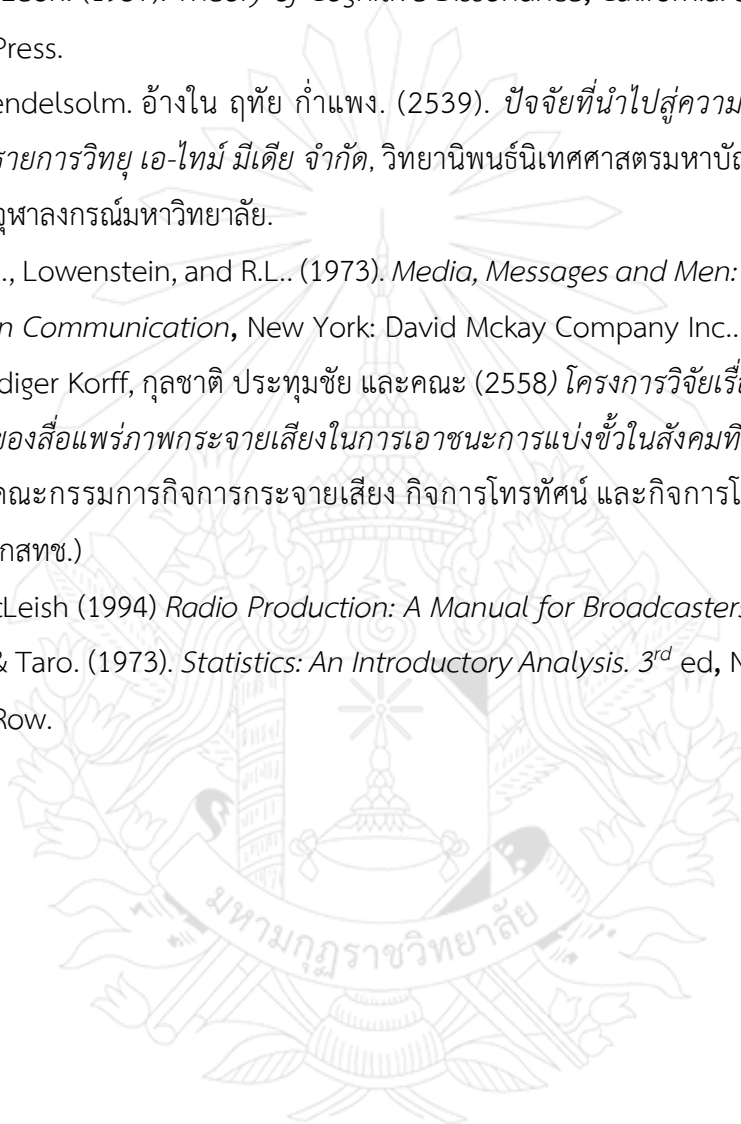 Press.
endelsolm. อ้างใน ฤทัย ก่ำแพง. (2539). ปัจจัยที่นำไปสู่ความ
รายการวิทยุ เอ-ไทม์ มีเดีย จำกัด, วิทยานิพนธ์นิเทศศาสตรมหาบัณ
จุฬาลงกรณ์มหาวิทยาลัย.
., Lowenstein, and R.L.. (1973). Media, Messages and Men:
n Communication, New York: David Mckay Company Inc..
diger Korff, กุลชาติ ประทุมชัย และคณะ (2558) โครงการวิจัยเรื่
ของสื่อแพร่ภาพกระจายเสียงในการเอาชนะการแบ่งขั้วในสังคมที
คณะกรรมการกิจการกระจายเสียง กิจการโทรทัศน์ และกิจการโ
กสทช.)
cLeish (1994) Radio Production: A Manual for Broadcasters
& Taro. (1973). Statistics: An Introductory Analysis. 3rd ed, N
Row.
มหามกุฏราชวิทยาลัย